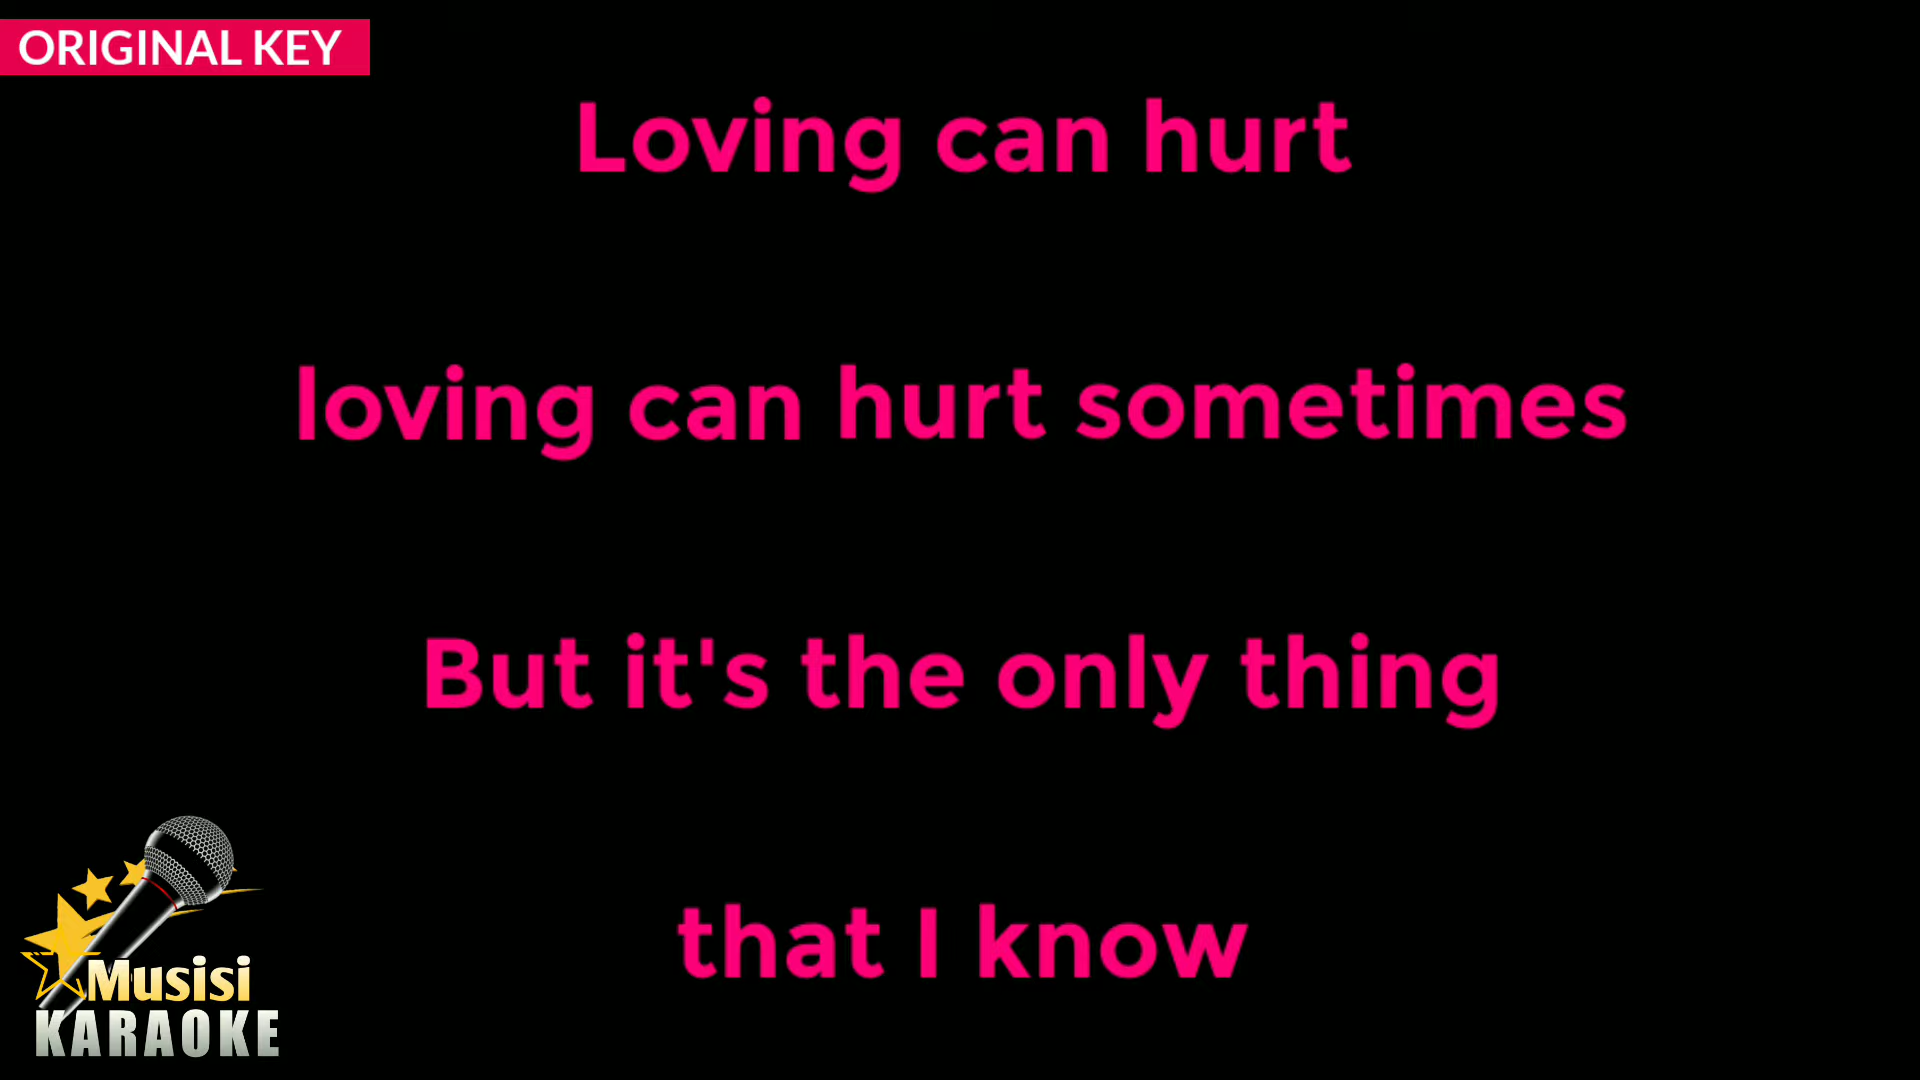 ORIGINAL KEY
Loving can hurt
loving can hurt sometimes
But it's the only thing
that I know
Musisi
KARAOKE